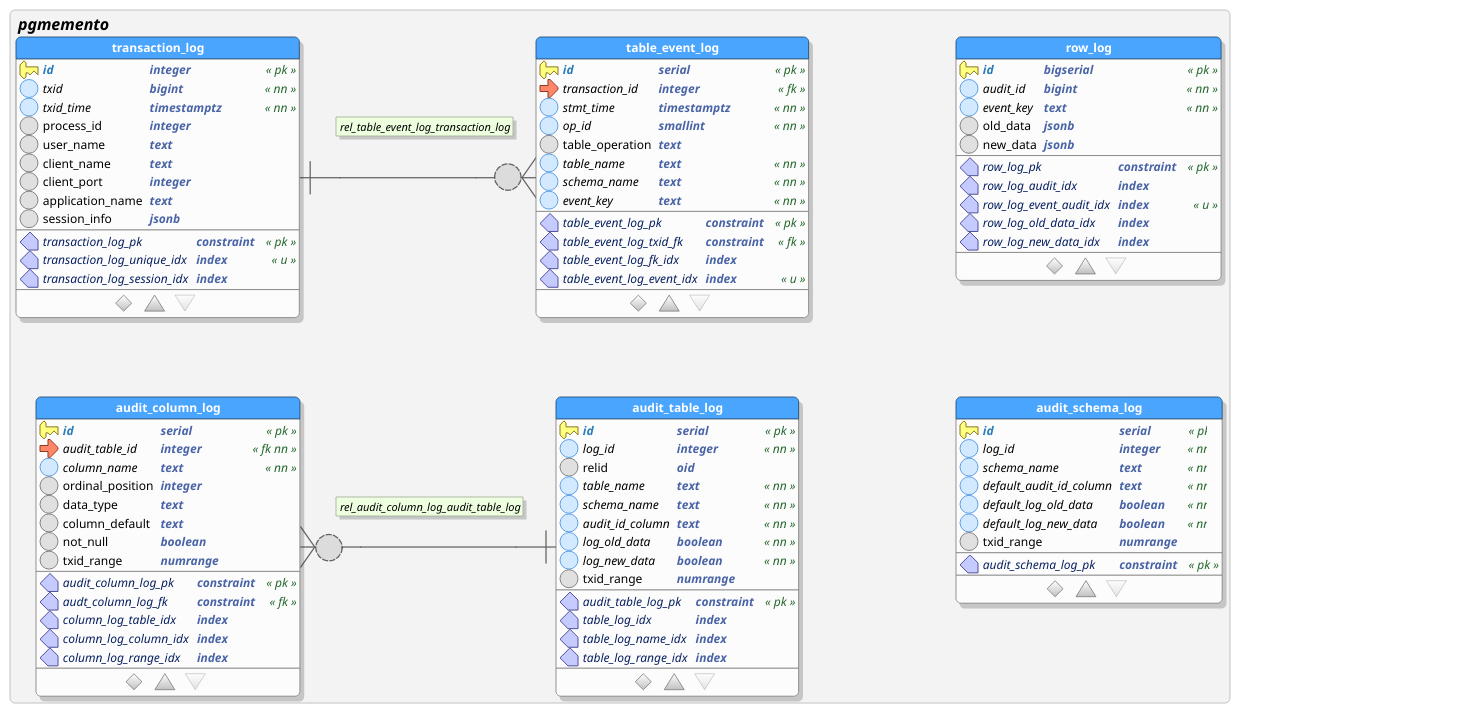 pgmemento
transaction_log
id integer « pk »
txid bigint « nn »
txid_time timestamptz « nn »
process_id integer
user_name text
client_name text
client_port integer
application_name text
session_info jsonb
transaction_log_pk constraint « pk »
transaction_log_unique_idx index « u »
transaction_log_session_idx index
rel_table_event_log_transaction_log
table_event_log
id serial « pk »
transaction_id integer « fk »
stmt_time timestamptz « nn »
op_id smallint « nn »
table_operation text
table_name text « nn »
schema_name text « nn »
event_key text « nn »
table_event_log_pk constraint « pk »
table_event_log_txid_fk constraint « fk »
table_event_log_fk_idx index
table_event_log_event_idx index « u »
row_log
id bigserial « pk »
audit_id bigint « nn »
event_key text « nn »
old_data jsonb
new_data jsonb
row_log_pk constraint « pk »
row_log_audit_idx index
row_log_event_audit_idx index « u »
row_log_old_data_idx index
row_log_new_data_idx index
audit_column_log
id serial « pk »
audit_table_id integer « fk nn »
column_name text « nn »
ordinal_position integer
data_type text
column_default text
not_null boolean
txid_range numrange
audit_column_log_pk constraint « pk »
audt_column_log_fk constraint « fk »
column_log_table_idx index
column_log_column_idx index
column_log_range_idx index
rel_audit_column_log_audit_table_log
audit_table_log
id serial « pk »
log_id integer « nn »
relid oid
table_name text « nn »
schema_name text « nn »
audit_id_column text « nn »
log_old_data boolean « nn »
log_new_data boolean « nn »
txid_range numrange
audit_table_log_pk constraint « pk »
table_log_idx index
table_log_name_idx index
table_log_range_idx index
audit_schema_log
id serial
log_id integer
schema_name text
default_audit_id_column text
default_log_old_data boolean
default_log_new_data boolean
txid_range numrange
audit_schema_log_pk constraint « pk »